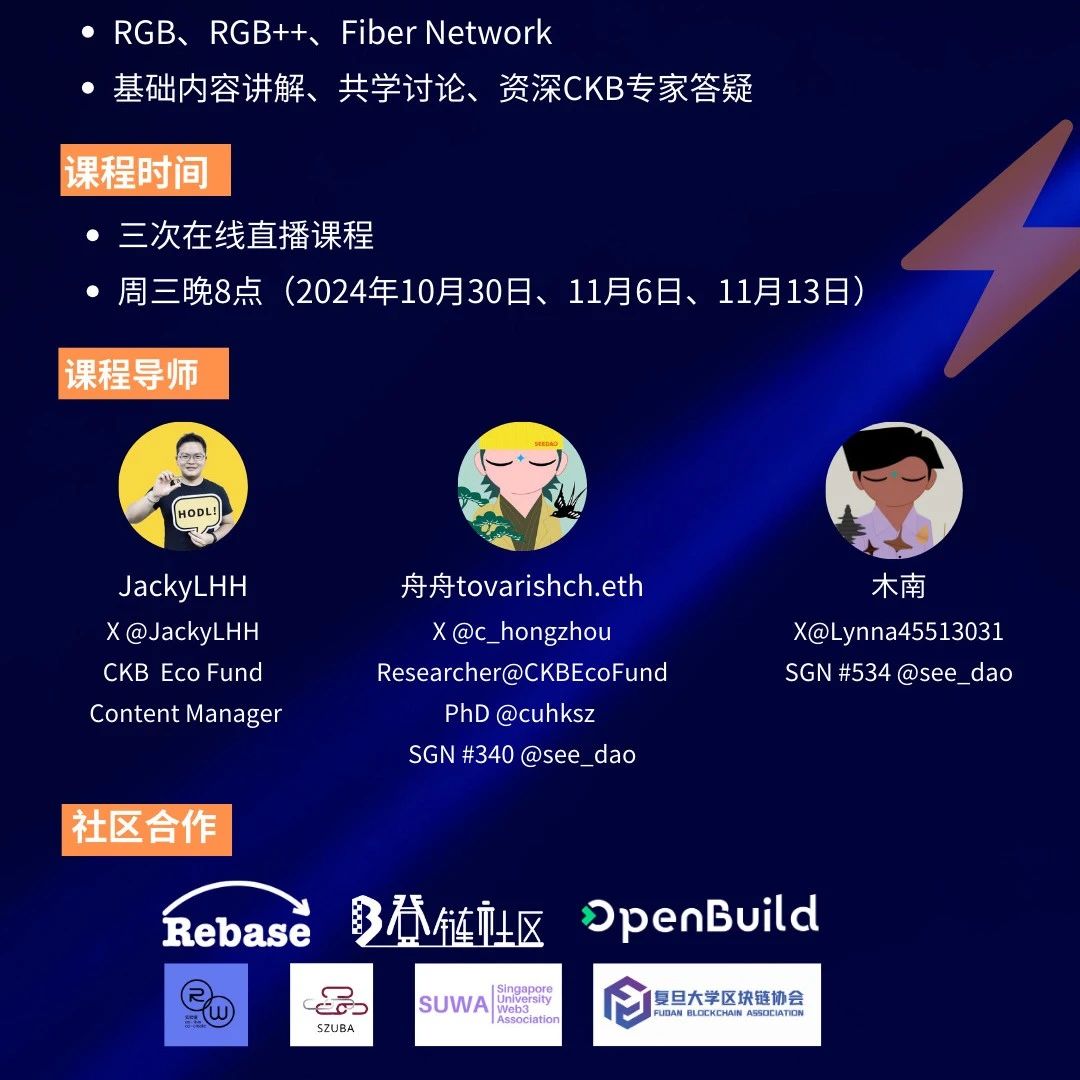 RGB、RGB++、Fiber Network
基础内容讲解、共学讨论、资深CKB专家答疑
课程时间
三次在线直播课程
周三晚8点（2024年10月30日、11月6日、11月13日）
课程导师
HODL!
SEEDAO
JackyLHH
X @JackyLHH
CKB Eco Fund
Content Manager
舟舟tovarishch.eth
X @c_hongzhou
Researcher@CKBEcoFund
PhD @cuhksz
SGN #340 @see_dao
木南
X@Lynna45513031
SGN #534 @see_dao
社区合作
Rebase
登链社区
OpenBuild
SZUBA
SUWA
Singapore
University
Web3
Association
复旦大学区块链协会
FUDAN BLOCKCHAIN ASSOCIATION